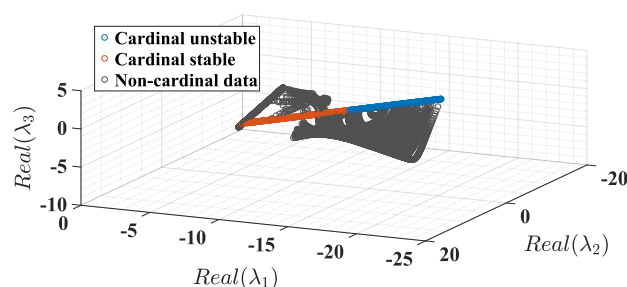 Cardinal unstable
Cardinal stable
Non-cardinal data
5
0
-5
-10
Real(λ3)
0
-5
-10
-15
-20
-25
Real(λ1)
20
0
-20
Real(λ2)